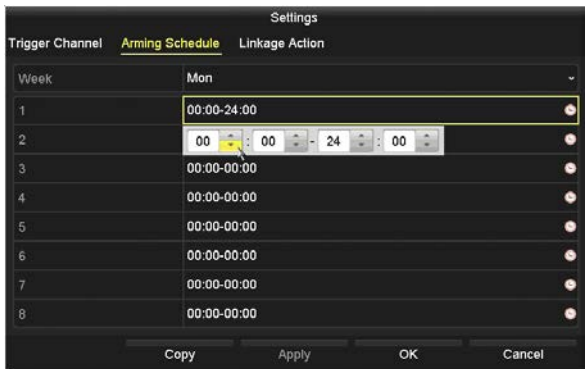 Settings
Trigger Channel Arming Schedule Linkage Action
Week Mon
1 00:00-24:00
2 00 : 00 - 24 : 00
3 00:00-00:00
4 00:00-00:00
5 00:00-00:00
6 00:00-00:00
7 00:00-00:00
8 00:00-00:00
Copy Apply OK Cancel